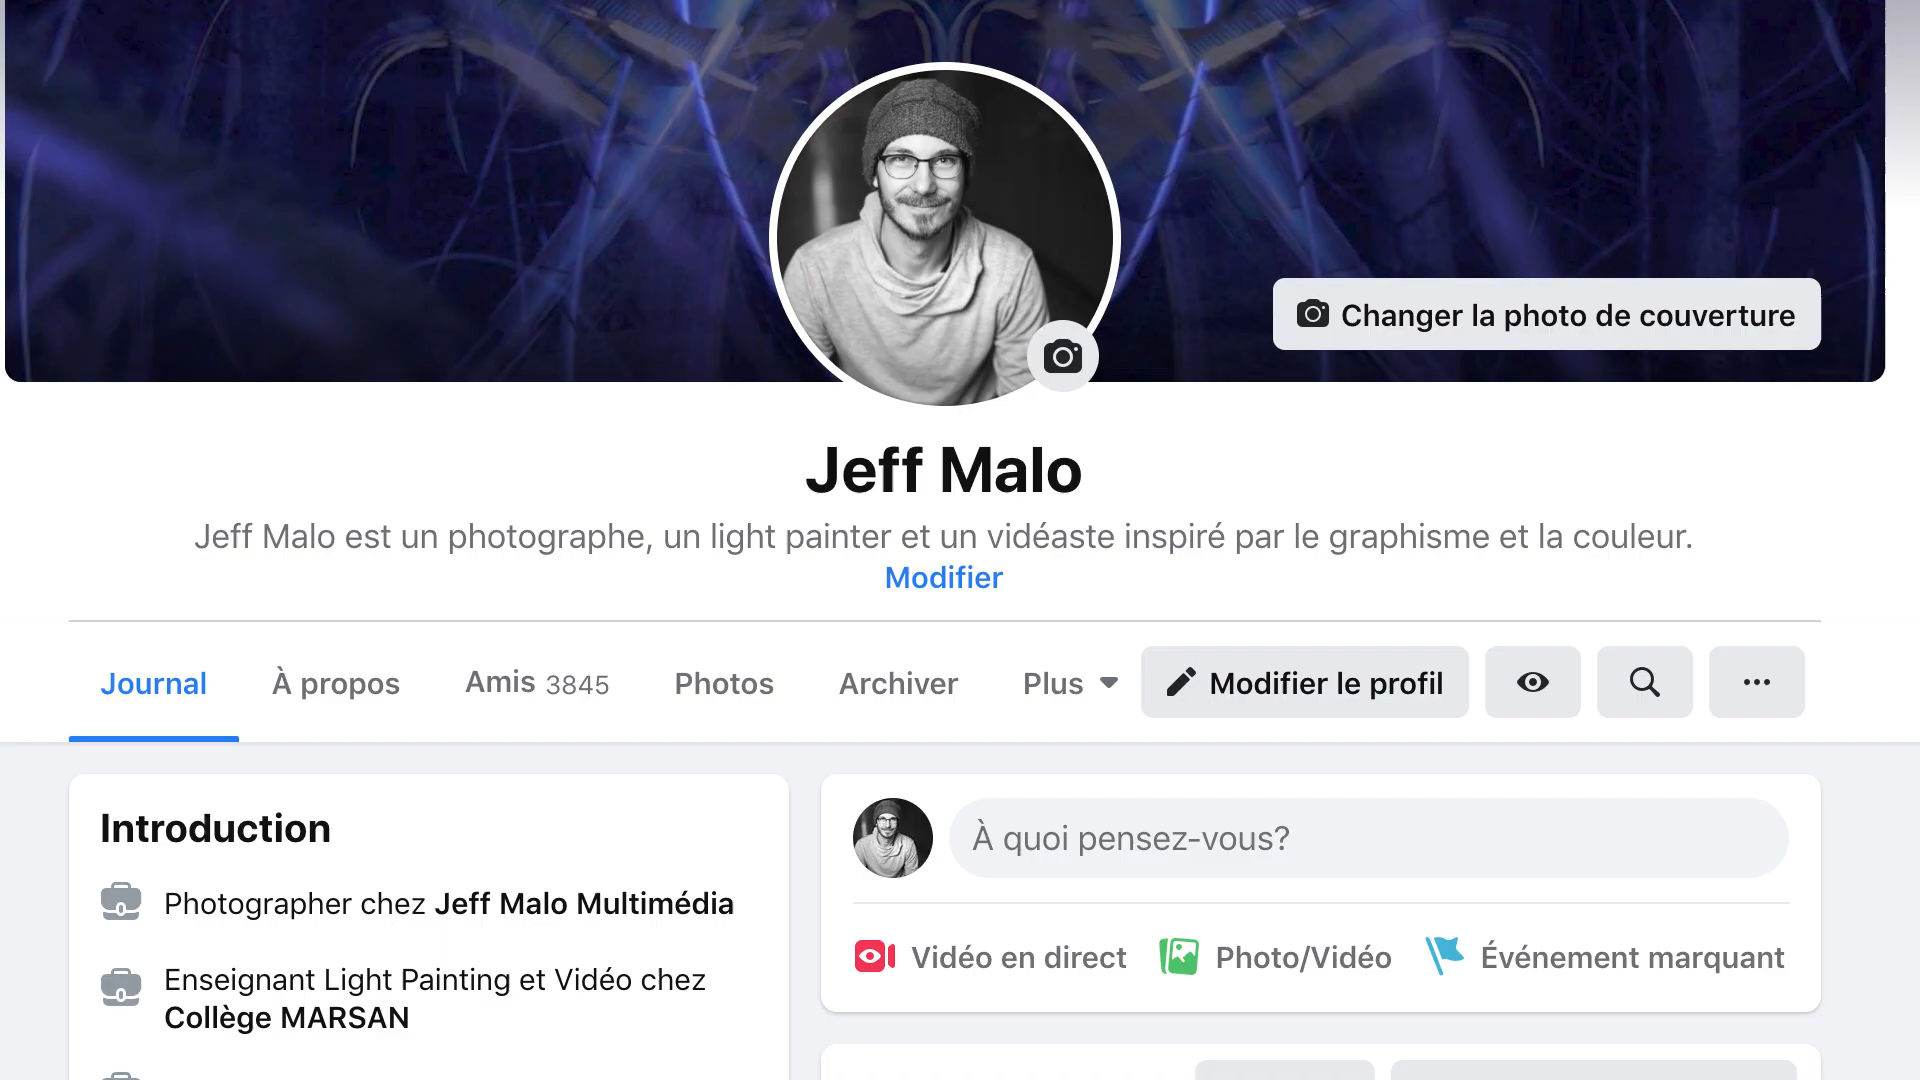 Changer la photo de couverture
Jeff Malo
Jeff Malo est un photographe, un light painter et un vidéaste inspiré par le graphisme et la couleur.
Modifier
Journal À propos Amis 3845 Photos Archiver Plus Modifier le profil
Introduction
Photographer chez Jeff Malo Multimédia
Enseignant Light Painting et Vidéo chez
Collège MARSAN
À quoi pensez-vous?
Vidéo en direct Photo/Vidéo Événement marquant